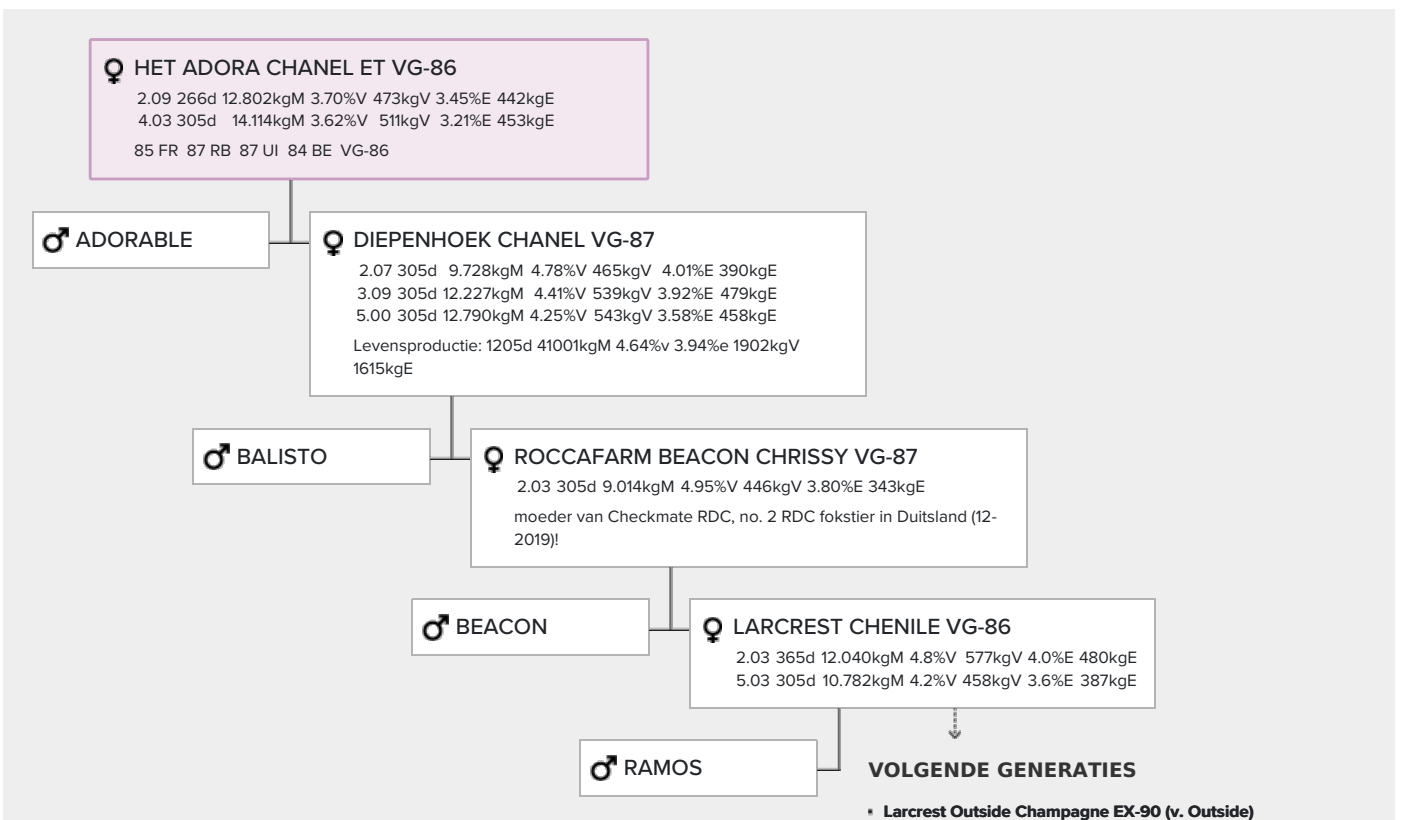 HET ADORA CHANEL ET VG-86
2.09 266d 12.802kgM 3.70%V 473kgV 3.45%E 442kgE
4.03 305d 14.114kgM 3.62%V 511kgV 3.21%E 453kgE
85 FR 87 RB 87 UI 84 BE VG-86
ADORABLE
DIEPENHOEK CHANEL VG-87
2.07 305d 9.728kgM 4.78%V 465kgV 4.01%E 390kgE
3.09 305d 12.227kgM 4.41%V 539kgV 3.92%E 479kgE
5.00 305d 12.790kgM 4.25%V 543kgV 3.58%E 458kgE
Levensproductie: 1205d 41001kgM 4.64%v 3.94%e 1902kgV
1615kgE
BALISTO
ROCCAFARM BEACON CHRISSY VG-87
2.03 305d 9.014kgM 4.95%V 446kgV 3.80%E 343kgE
moeder van Checkmate RDC, no. 2 RDC fokstier in Duitsland (12-
2019)!
BEACON
LARCREST CHENILE VG-86
2.03 365d 12.040kgM 4.8%V 577kgV 4.0%E 480kgE
5.03 305d 10.782kgM 4.2%V 458kgV 3.6%E 387kgE
RAMOS
VOLGENDE GENERATIES
▪ Larcrest Outside Champagne EX-90 (v. Outside)